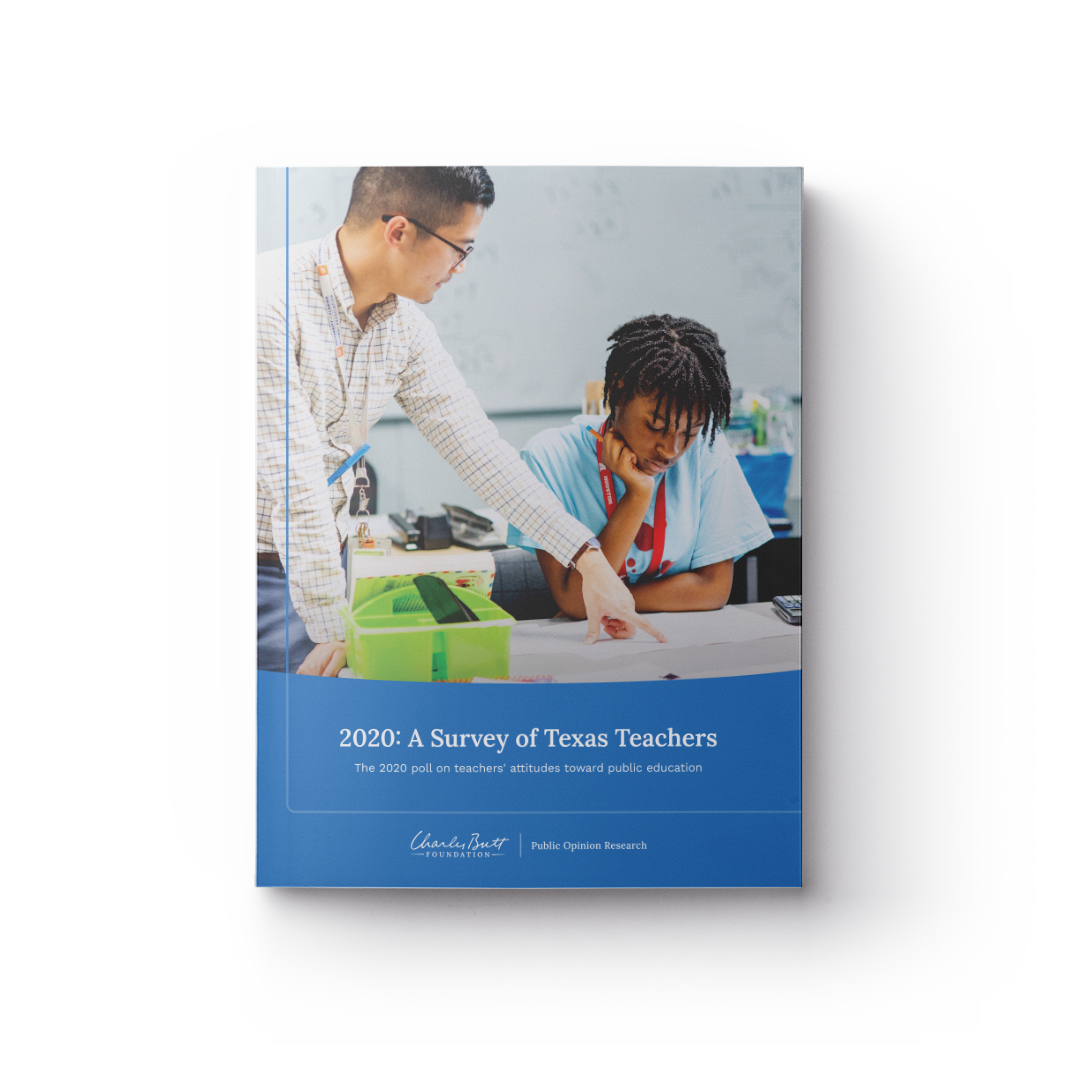 2020: A Survey of Texas Teachers
The 2020 poll on teachers' attitudes toward public education
Charles Butt
FOUNDATION
Public Opinion Research